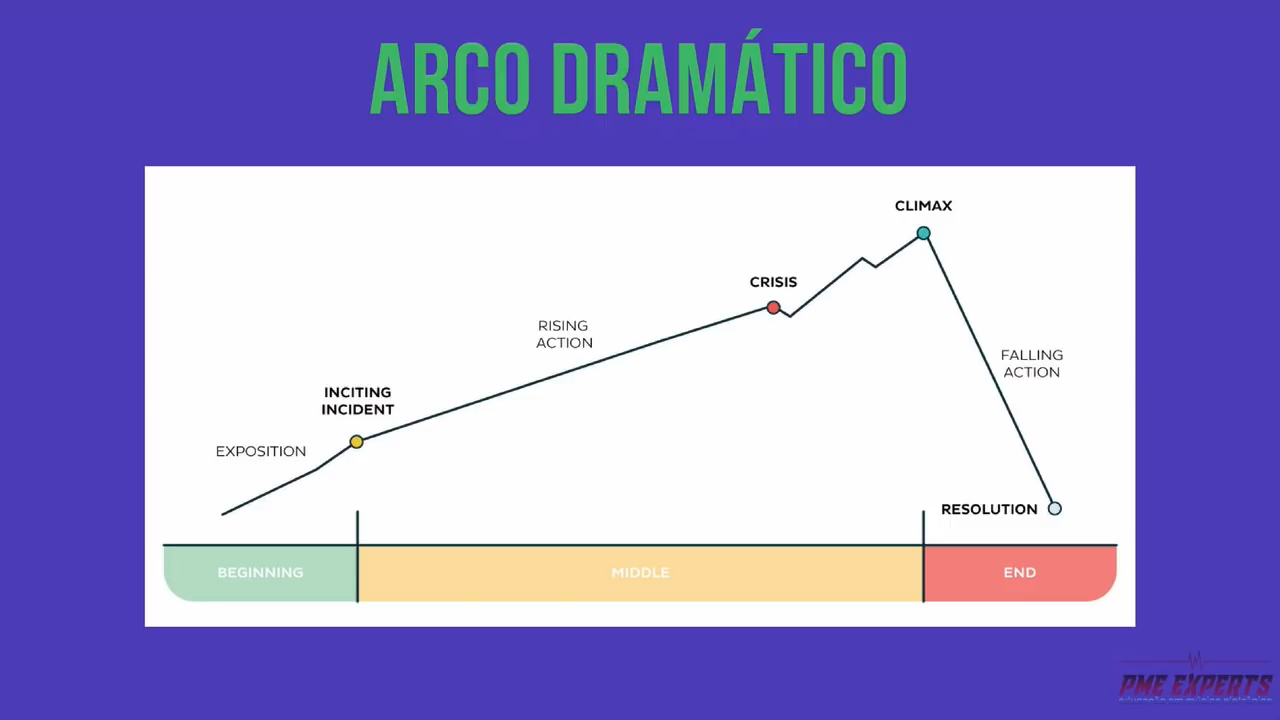 ARCO DRAMÁTICO
CLIMAX
CRISIS
RISING
ACTION
FALLING
ACTION
INCITING
INCIDENT
EXPOSITION
RESOLUTION
BEGINNING
MIDDLE
END
PME EXPERTS